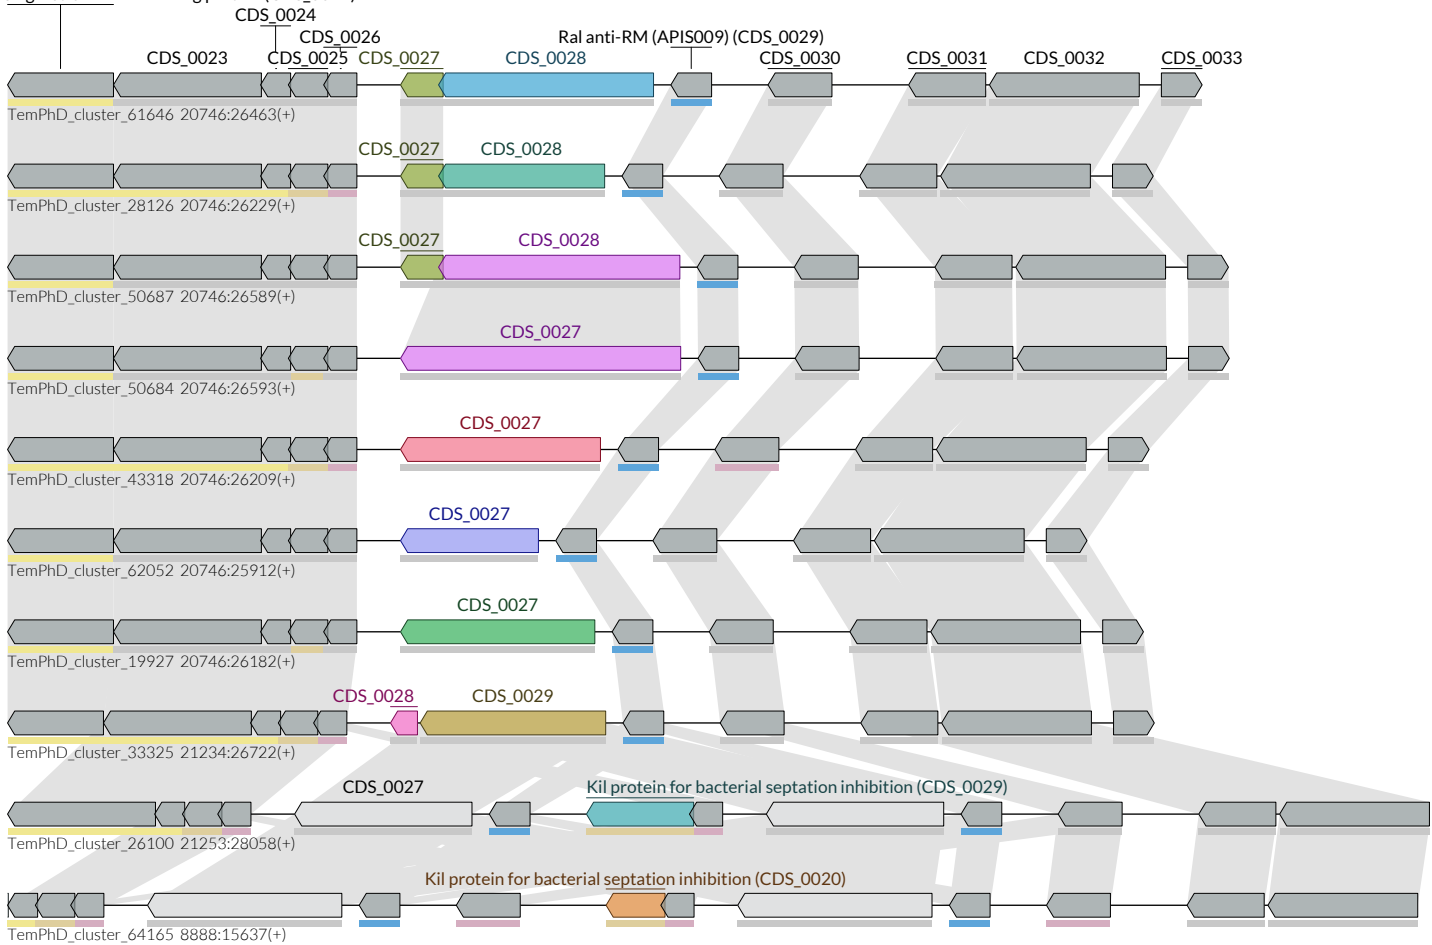 CDS_0024
CDS_0026
Ral anti-RM (APIS009) (CDS_0029)
CDS_0023 CDS_0025 CDS_0027 CDS_0028 CDS_0030 CDS_0031 CDS_0032 CDS_0033
TemPhD_cluster_61646 20746:26463(+)
CDS_0027 CDS_0028
TemPhD_cluster_28126 20746:26229(+)
CDS_0027 CDS_0028
TemPhD_cluster_50687 20746:26589(+)
CDS_0027
TemPhD_cluster_50684 20746:26593(+)
CDS_0027
TemPhD_cluster_43318 20746:26209(+)
CDS_0027
TemPhD_cluster_62052 20746:25912(+)
CDS_0027
TemPhD_cluster_19927 20746:26182(+)
CDS_0028 CDS_0029
TemPhD_cluster_33325 21234:26722(+)
CDS_0027 Kil protein for bacterial septation inhibition (CDS_0029)
TemPhD_cluster_26100 21253:28058(+)
Kil protein for bacterial septation inhibition (CDS_0020)
TemPhD_cluster_64165 8888:15637(+)